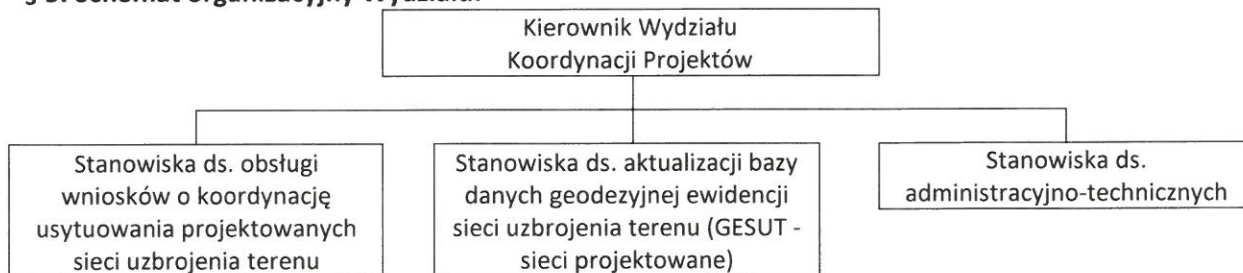 Kierownik Wydziału
Koordynacji Projektów
Stanowiska ds. obsługi
wniosków o koordynację
usytuowania projektowanych
sieci uzbrojenia terenu
Stanowiska ds. aktualizacji bazy
danych geodezyjnej ewidencji
sieci uzbrojenia terenu (GESUT -
sieci projektowane)
Stanowiska ds.
administracyjno-technicznych